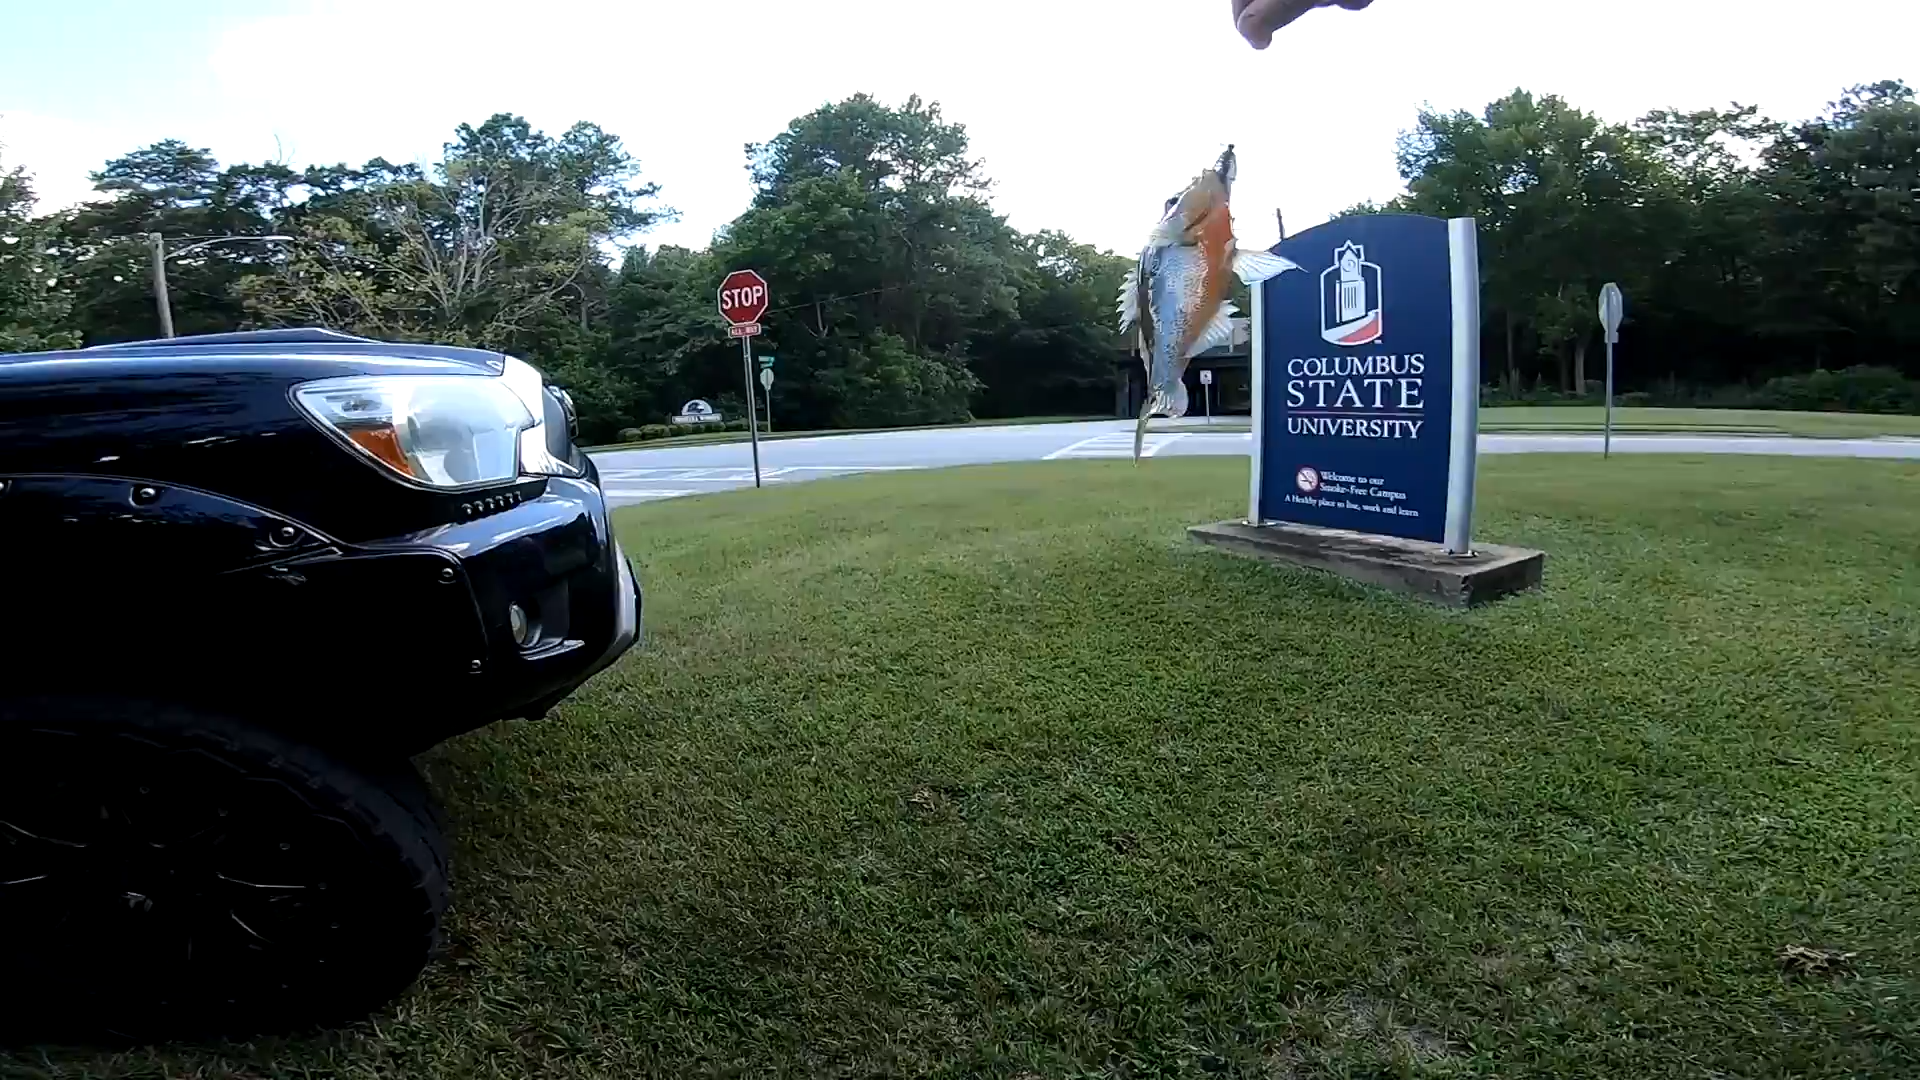 STOP
ALL WAY
COLUMBUS
STATE
UNIVERSITY
Welcome to our
Smoke-Free Campus
A Healthy place to live, work and learn